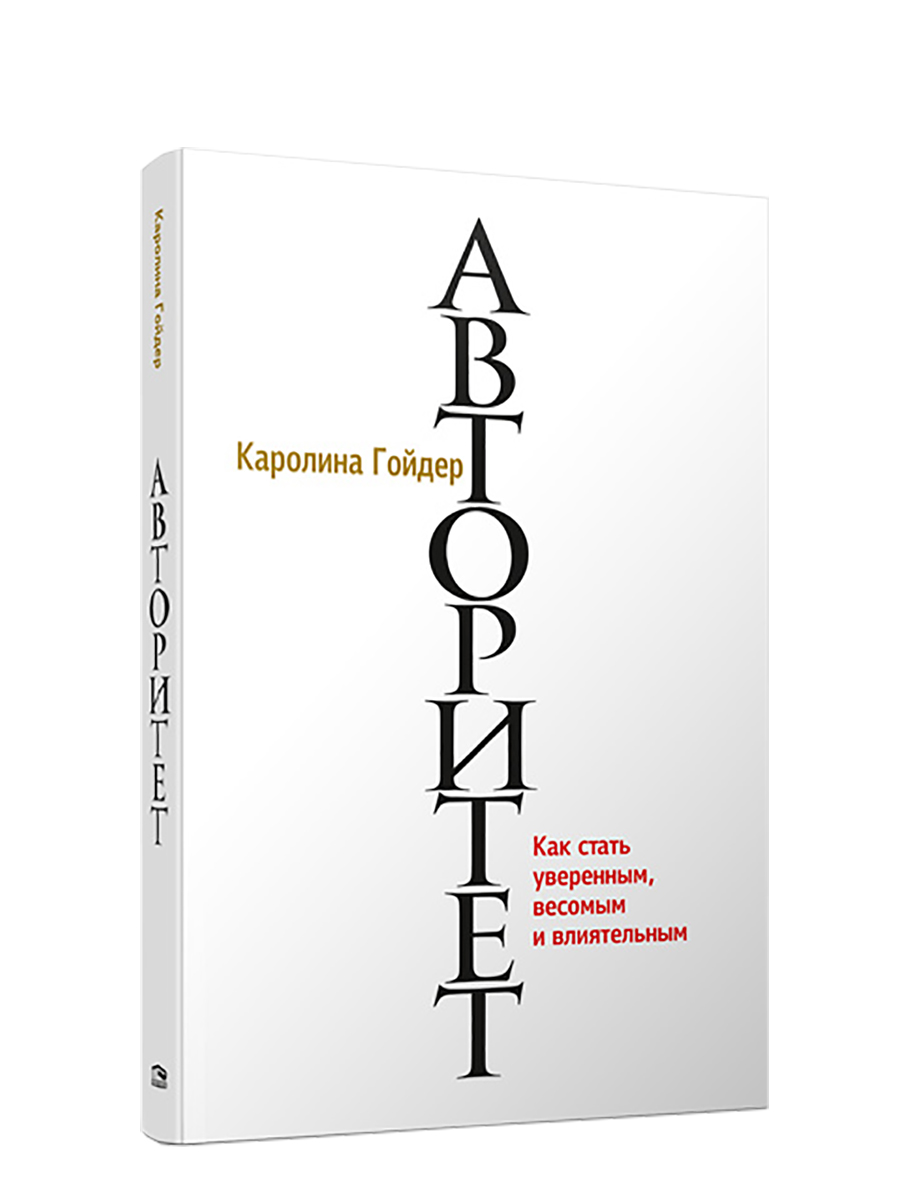 Каролина Гойдер
АВТОРИТЕТ
Каролина Гойдер
АВТОРИТЕТ
Как стать
уверенным,
весомым
и влиятельным